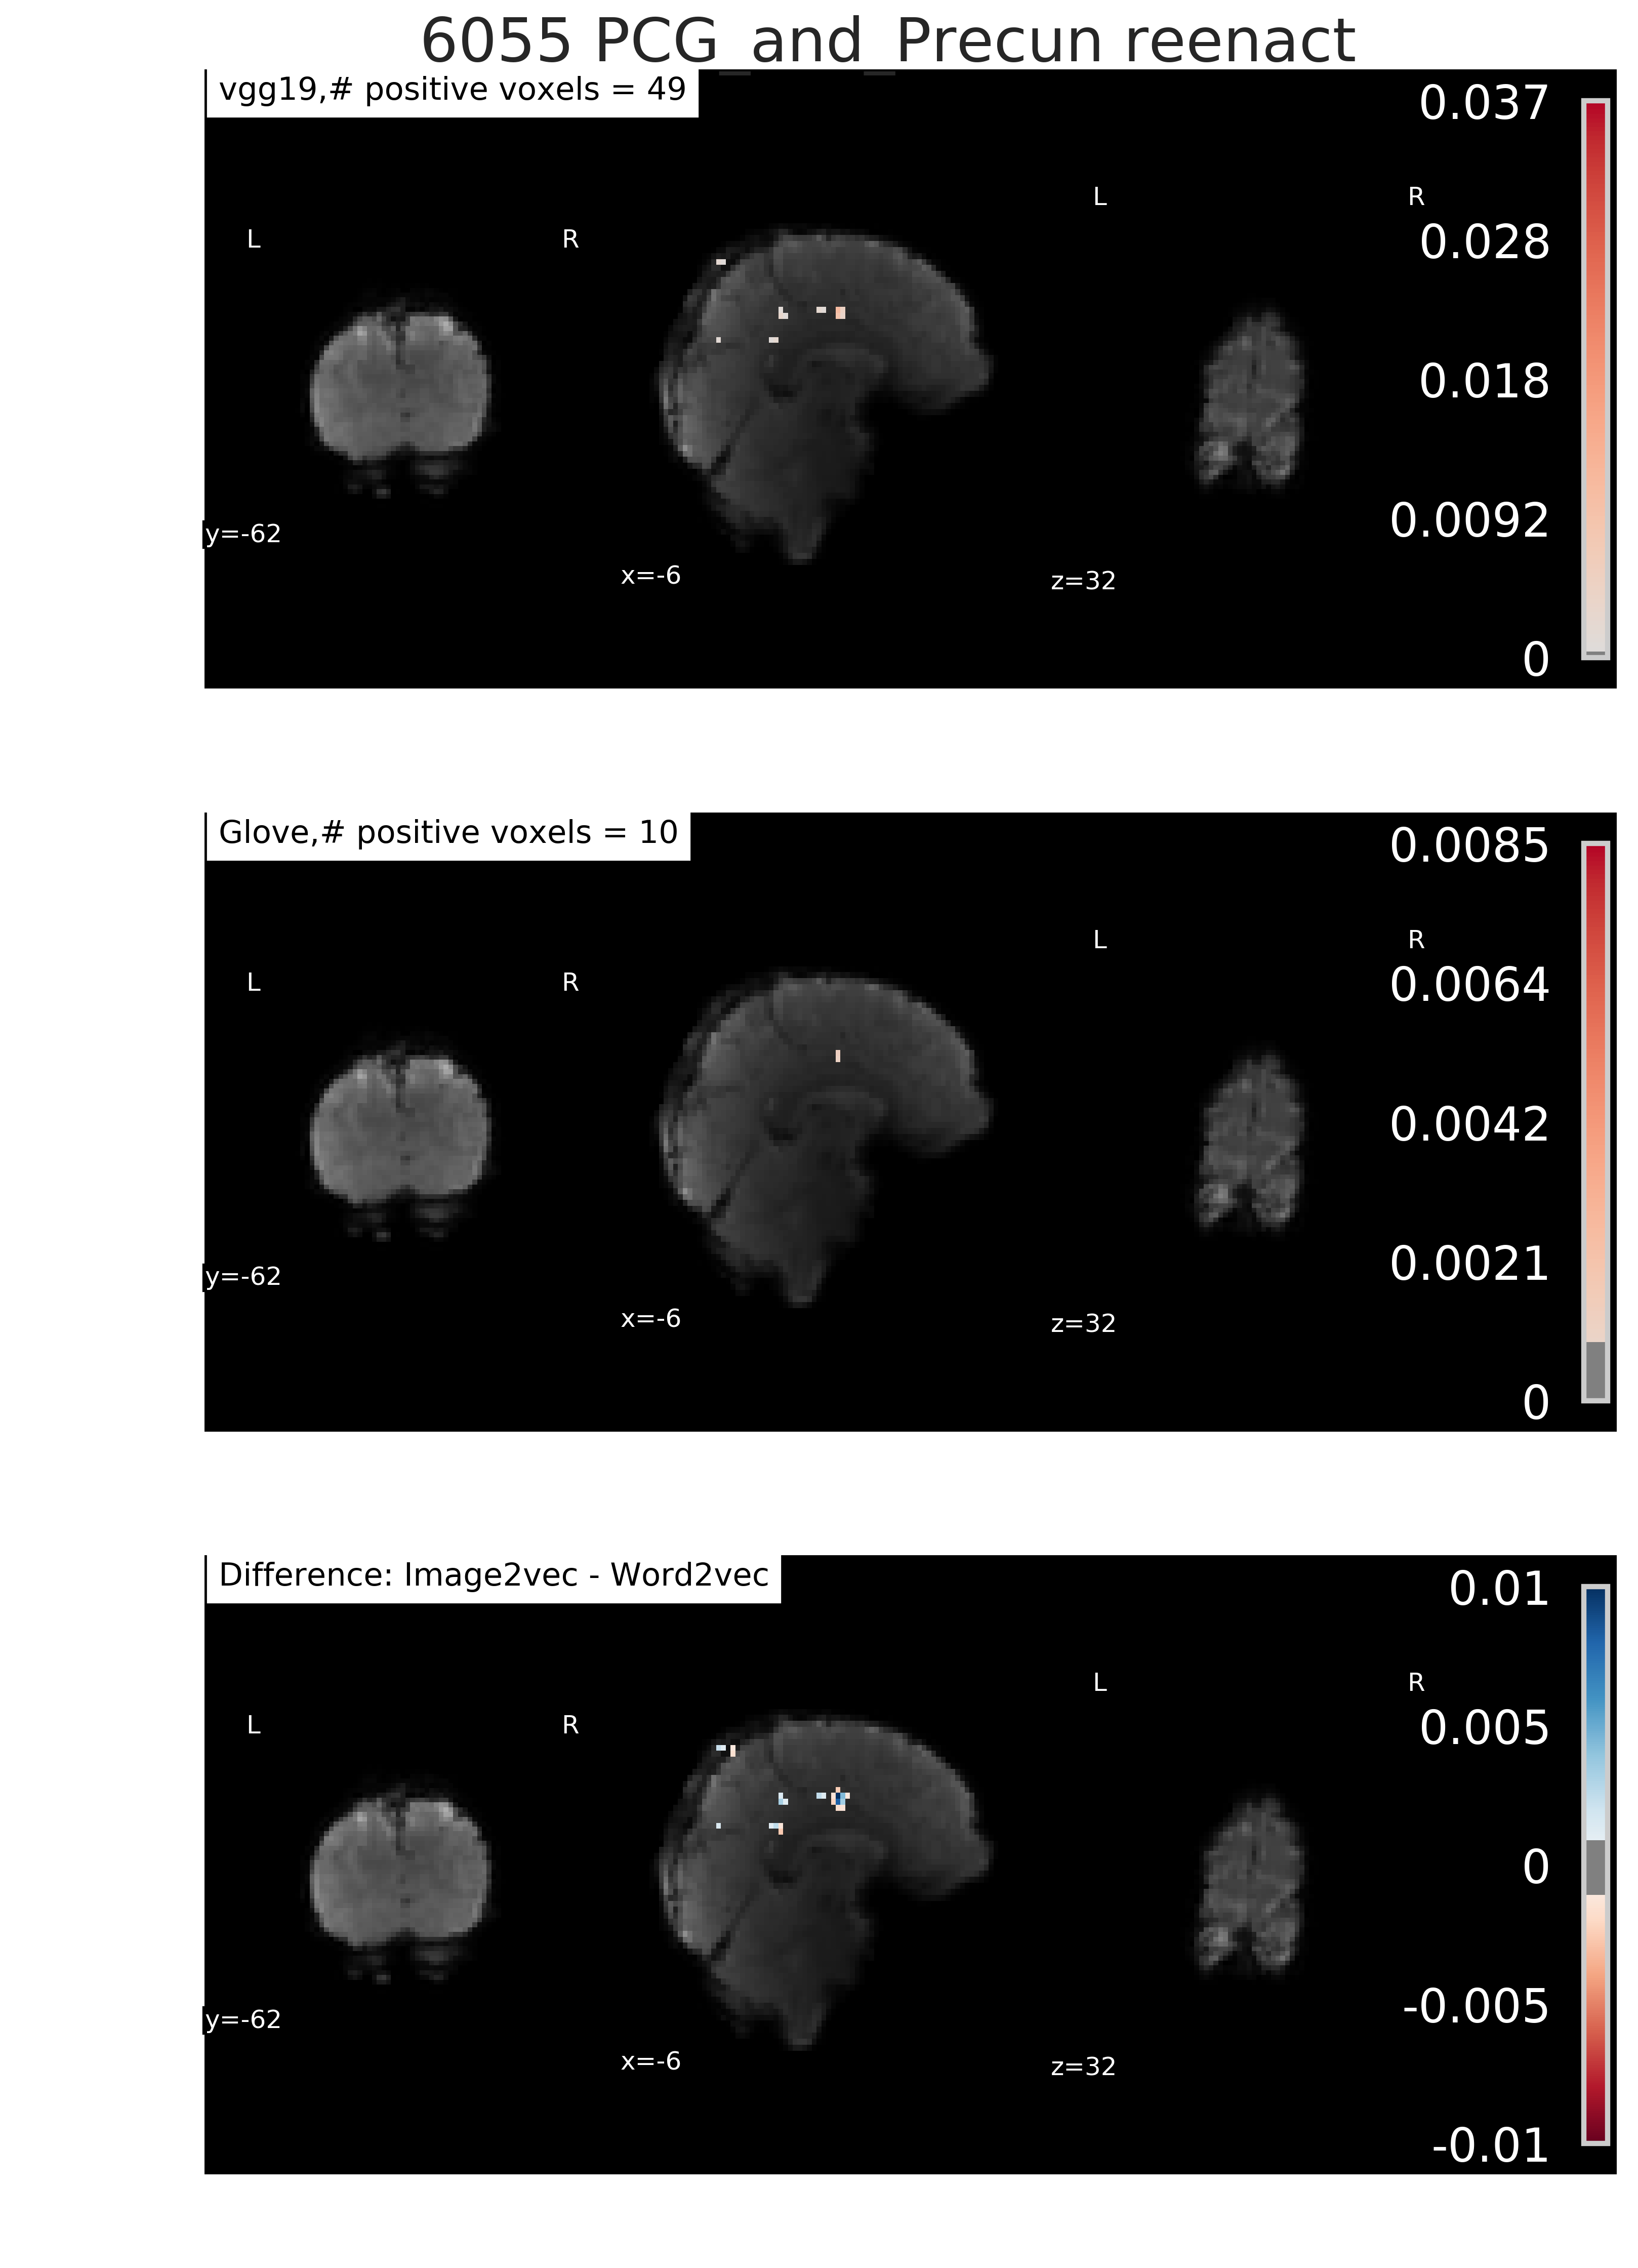 6055 PCG_and_Precun reenact
vgg19,# positive voxels = 49
0.037
L
R
0.028
L
R
0.018
0.0092
y=-62
x=-6
z=32
0
Glove,# positive voxels = 10
0.0085
L
R
0.0064
L
R
0.0042
0.0021
y=-62
x=-6
z=32
0
Difference: Image2vec - Word2vec
0.01
L
R
0.005
L
R
0
-0.005
y=-62
x=-6
z=32
-0.01